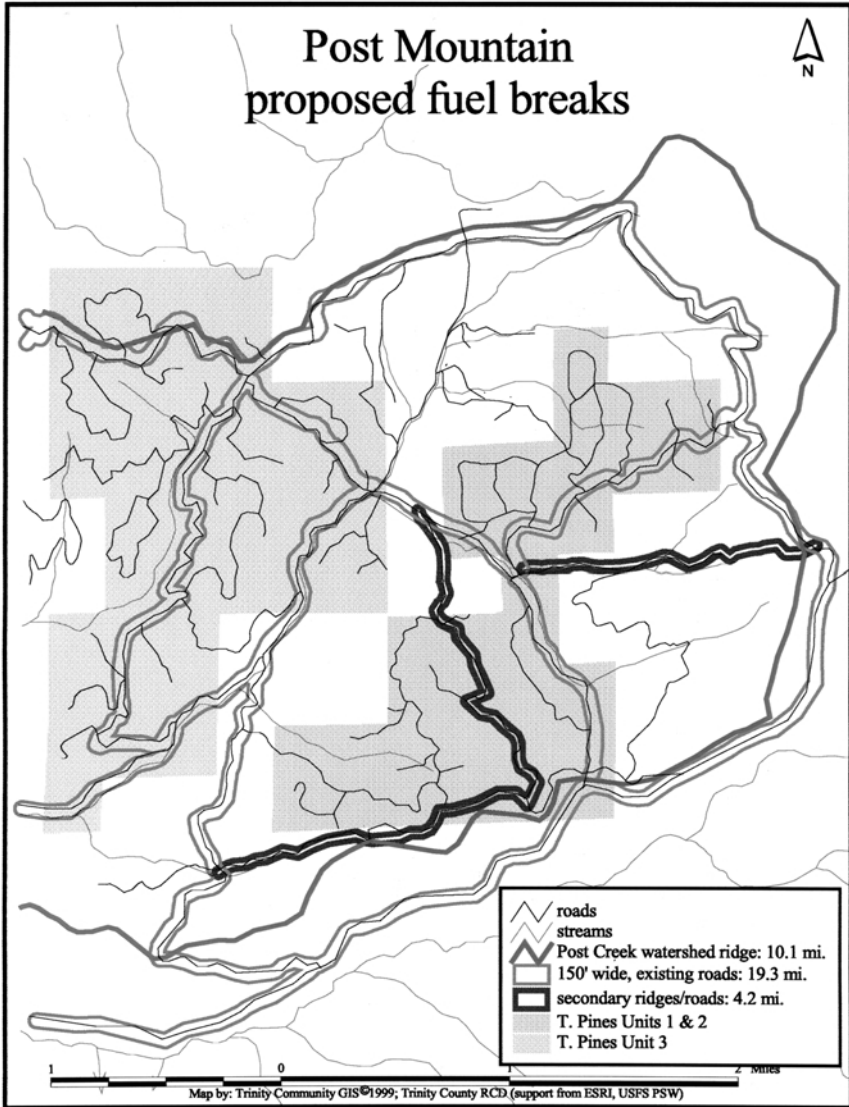 Post Mountain
proposed fuel breaks
N
roads
streams
Post Creek watershed ridge: 10.1 mi.
150' wide, existing roads: 19.3 mi.
secondary ridges/roads: 4.2 mi.
T. Pines Units 1 & 2
T. Pines Unit 3
1 0 1 2 Miles
Map by: Trinity Community GIS©1999; Trinity County RCD (support from ESRI, USFS PSW)